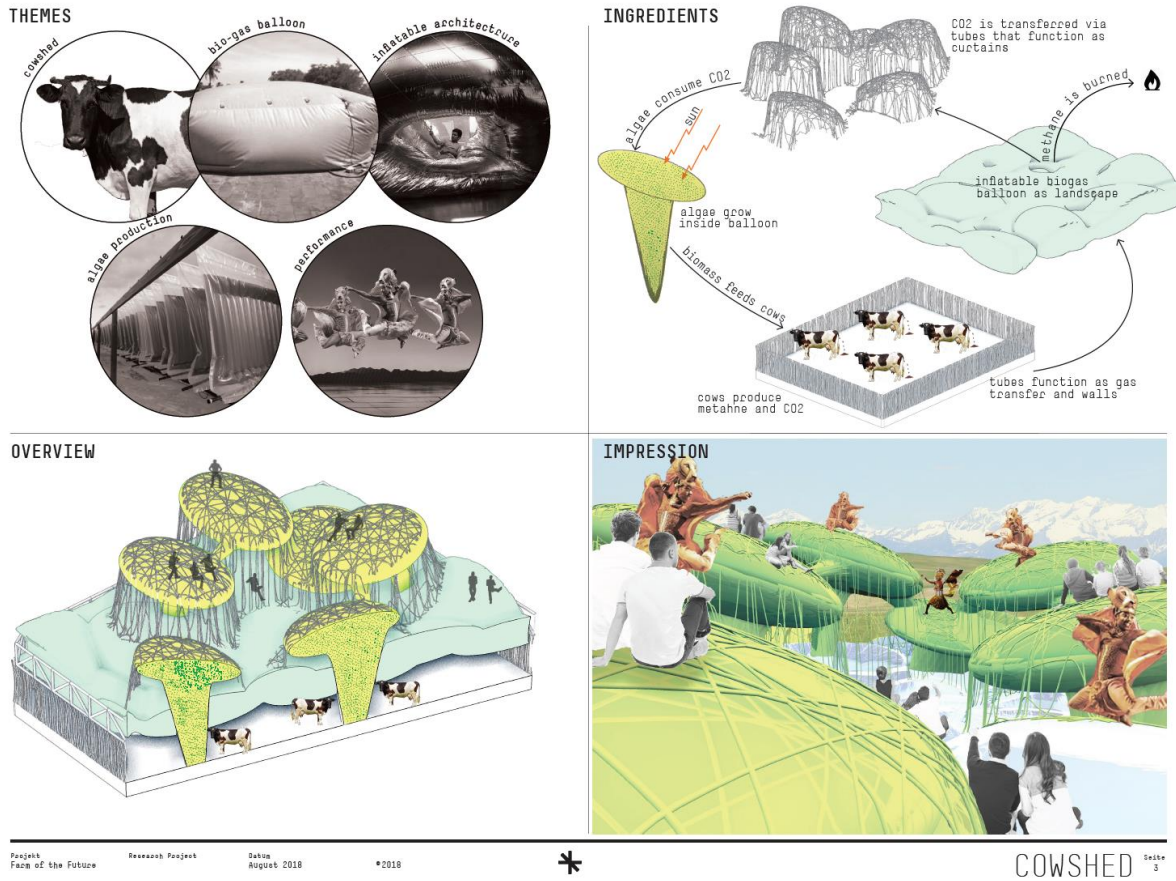 THEMES
cowshed
bio-gas balloon
inflatable architectrure
algae production
performance
INGREDIENTS
CO2 is transferred via
tubes that function as
curtains
algae consume CO2
sun
methane is burned
inflatable biogas
balloon as landscape
algae grow
inside balloon
biomass feeds cows
cows produce
metahne and CO2
tubes function as gas
transfer and walls
OVERVIEW
IMPRESSION
Projekt
Farm of the Future
Research Project
Datum
August 2018
©2018
COWSHED
Seite
3